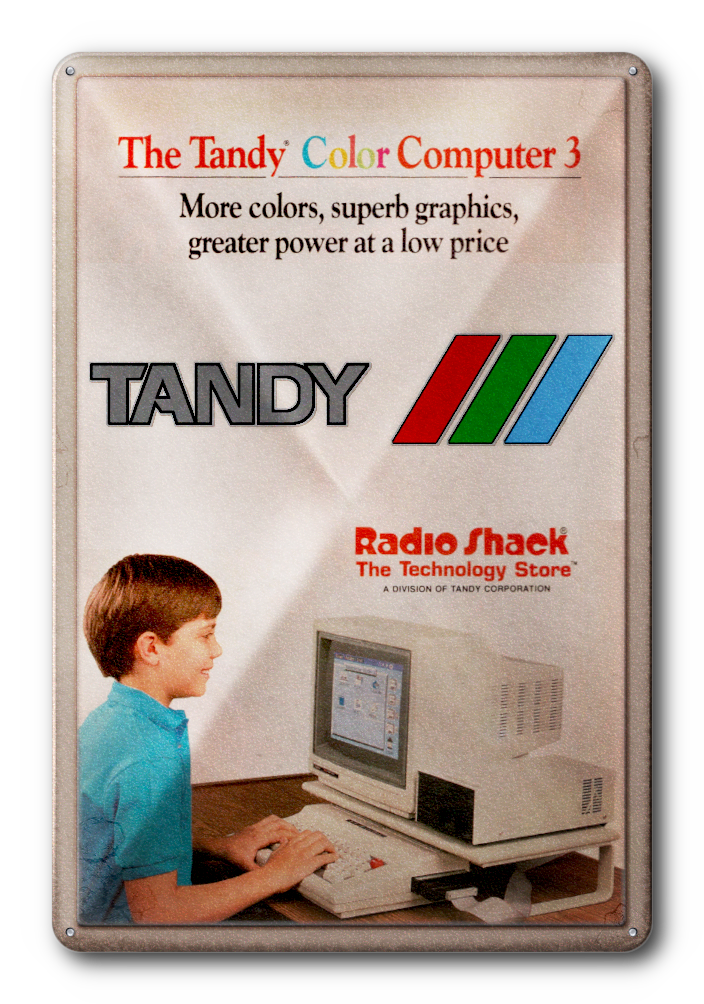 The Tandy® Color Computer 3
More colors, superb graphics,
greater power at a low price
TANDY
Radio Shack®
The Technology Store™
A DIVISION OF TANDY CORPORATION